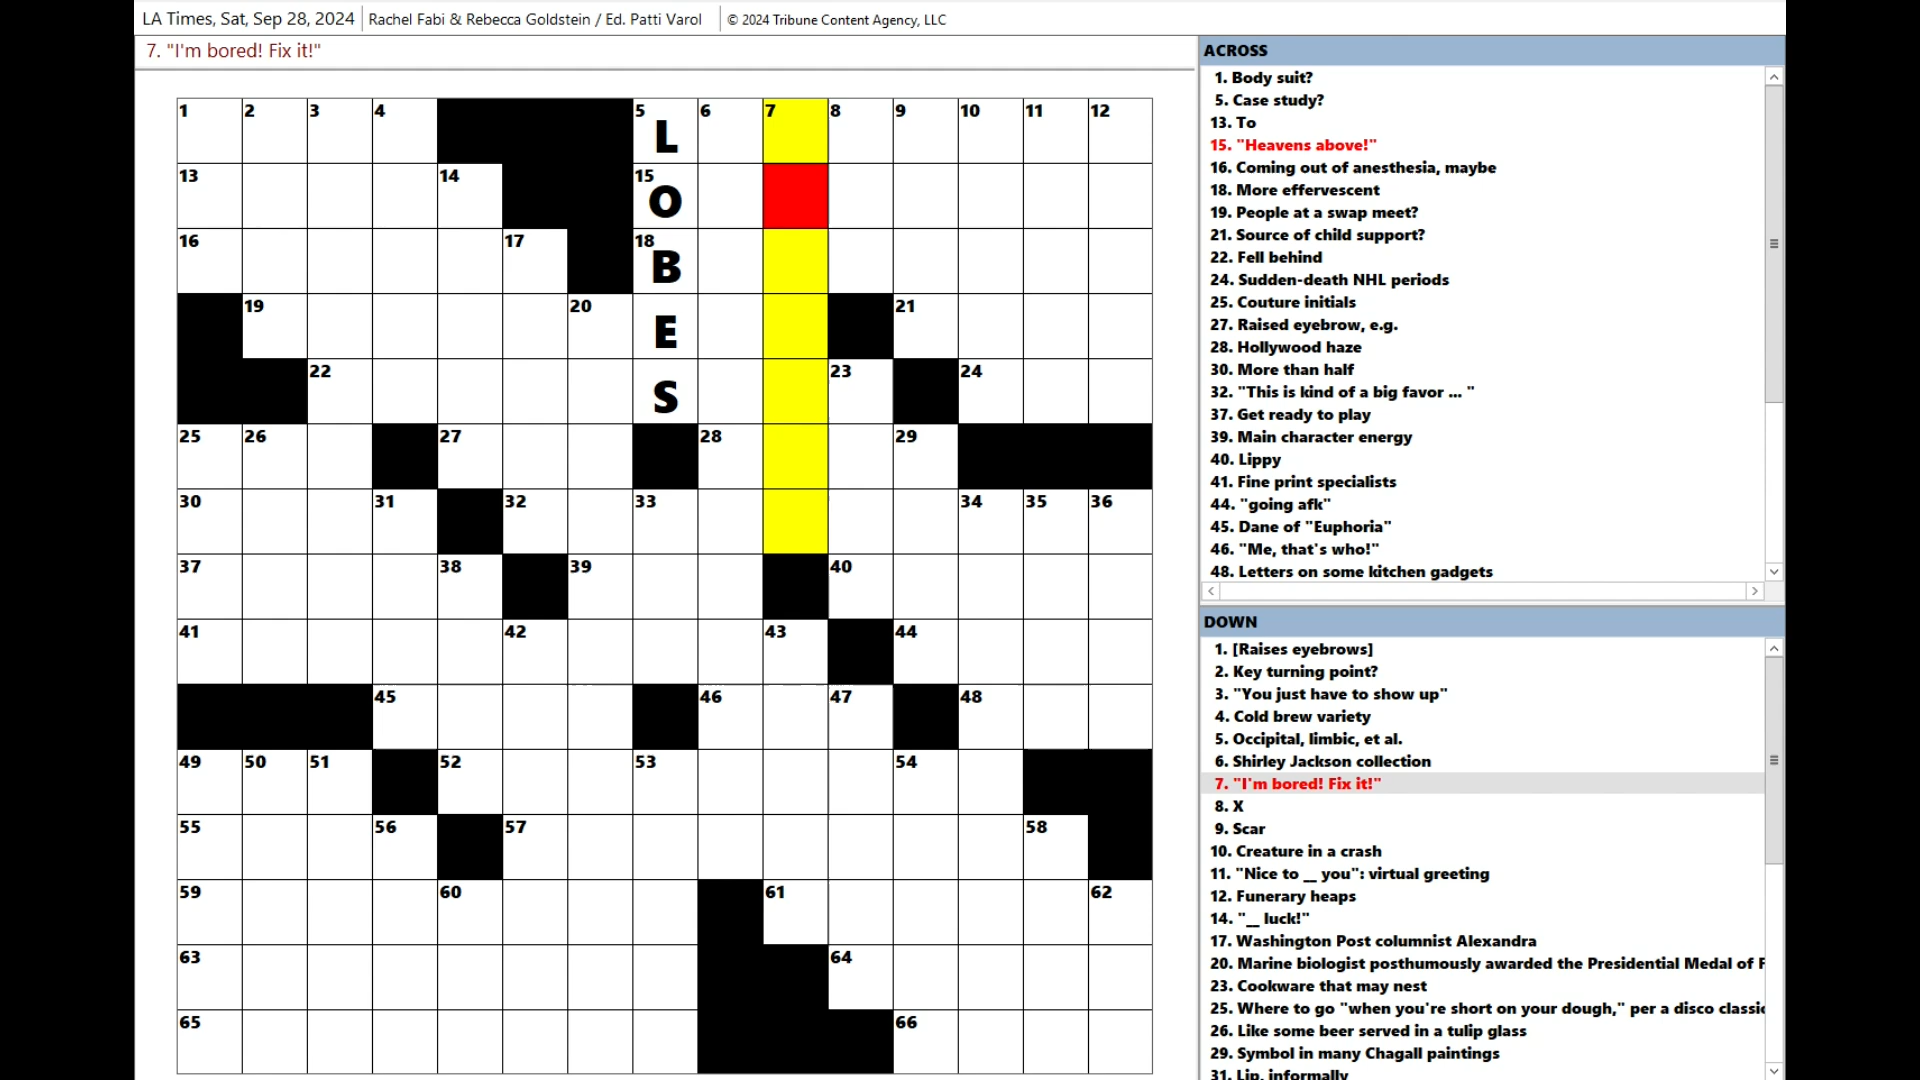 LA Times, Sat, Sep 28, 2024 Rachel Fabi & Rebecca Goldstein / Ed. Patti Varol © 2024 Tribune Content Agency, LLC
7. "I'm bored! Fix it!"
1 2 3 4 5 L 6 7 8 9 10 11 12
13 14 15 O
16 17 18 B
19 20 E 21
22 S 23 24
25 26 27 28 29
30 31 32 33 34 35 36
37 38 39 40
41 42 43 44
45 46 47 48
49 50 51 52 53 54
55 56 57 58
59 60 61 62
63 64
65 66
ACROSS
1. Body suit?
5. Case study?
13. To
15. "Heavens above!"
16. Coming out of anesthesia, maybe
18. More effervescent
19. People at a swap meet?
21. Source of child support?
22. Fell behind
24. Sudden-death NHL periods
25. Couture initials
27. Raised eyebrow, e.g.
28. Hollywood haze
30. More than half
32. "This is kind of a big favor ... "
37. Get ready to play
39. Main character energy
40. Lippy
41. Fine print specialists
44. "going afk"
45. Dane of "Euphoria"
46. "Me, that's who!"
48. Letters on some kitchen gadgets
DOWN
1. [Raises eyebrows]
2. Key turning point?
3. "You just have to show up"
4. Cold brew variety
5. Occipital, limbic, et al.
6. Shirley Jackson collection
7. "I'm bored! Fix it!"
8. X
9. Scar
10. Creature in a crash
11. "Nice to __ you": virtual greeting
12. Funerary heaps
14. "__ luck!"
17. Washington Post columnist Alexandra
20. Marine biologist posthumously awarded the Presidential Medal of F
23. Cookware that may nest
25. Where to go "when you're short on your dough," per a disco classic
26. Like some beer served in a tulip glass
29. Symbol in many Chagall paintings
31. Lip, informally